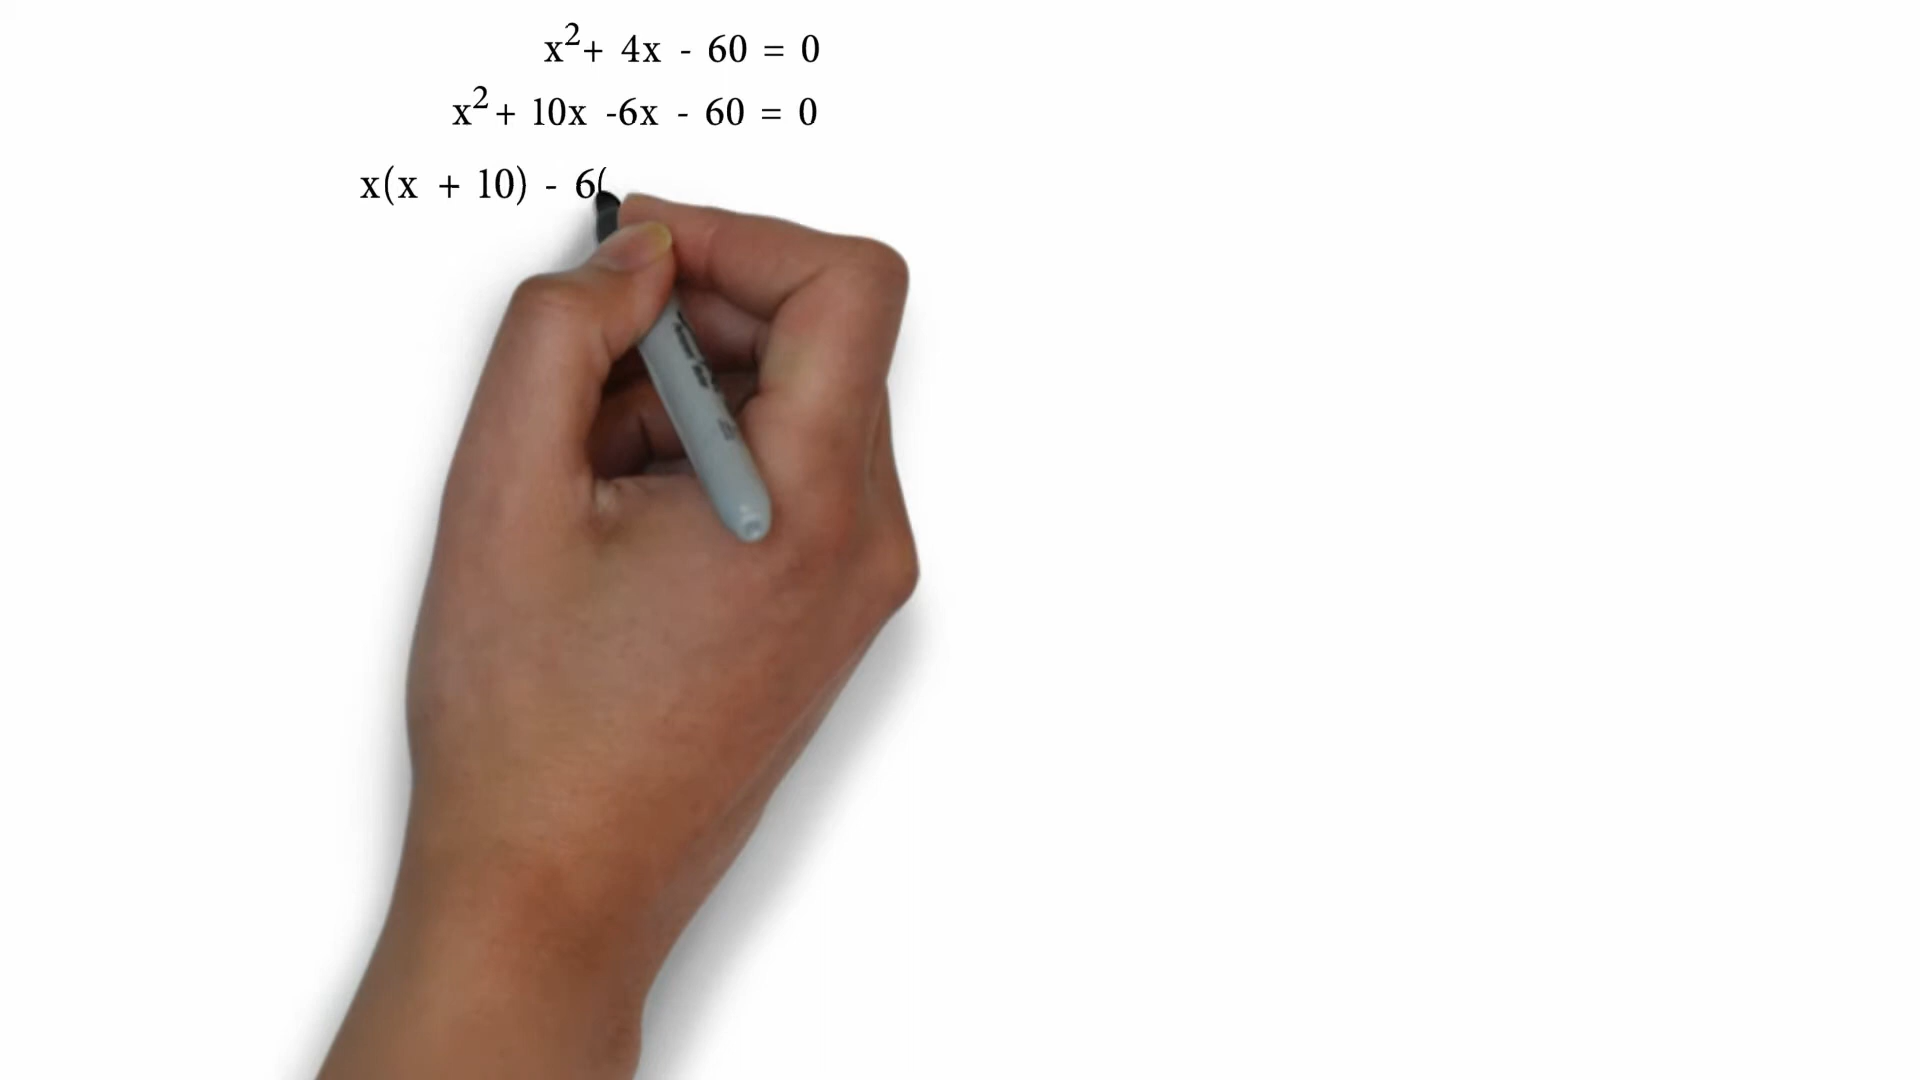 x²+ 4x - 60 = 0
x²+ 10x -6x - 60 = 0
x(x + 10) - 6(